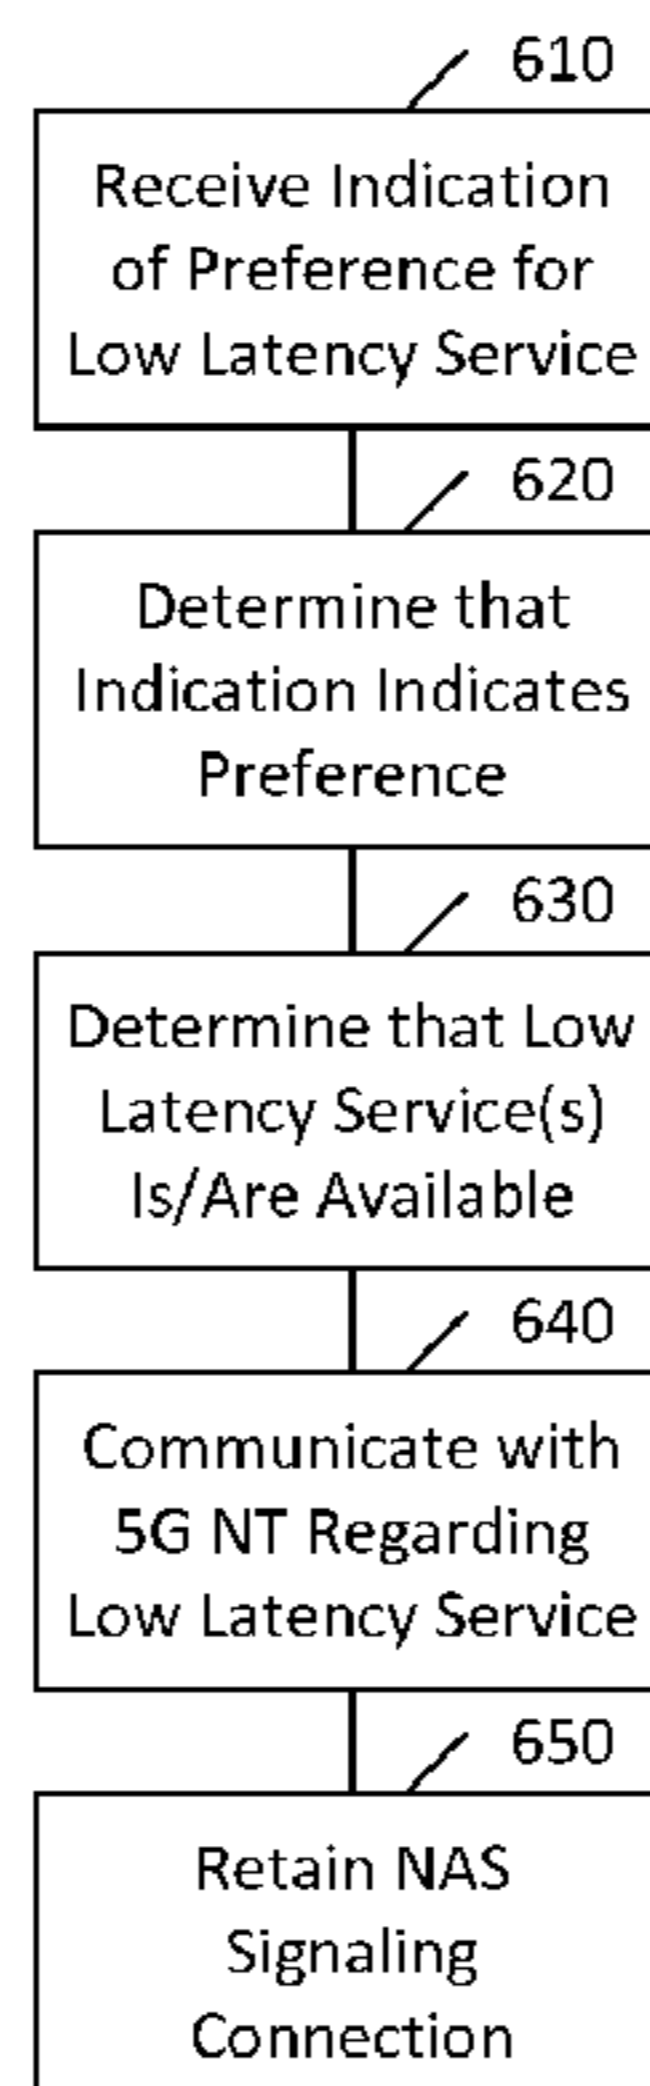 610
Receive Indication
of Preference for
Low Latency Service
620
Determine that
Indication Indicates
Preference
630
Determine that Low
Latency Service(s)
Is/Are Available
640
Communicate with
5G NT Regarding
Low Latency Service
650
Retain NAS
Signaling
Connection